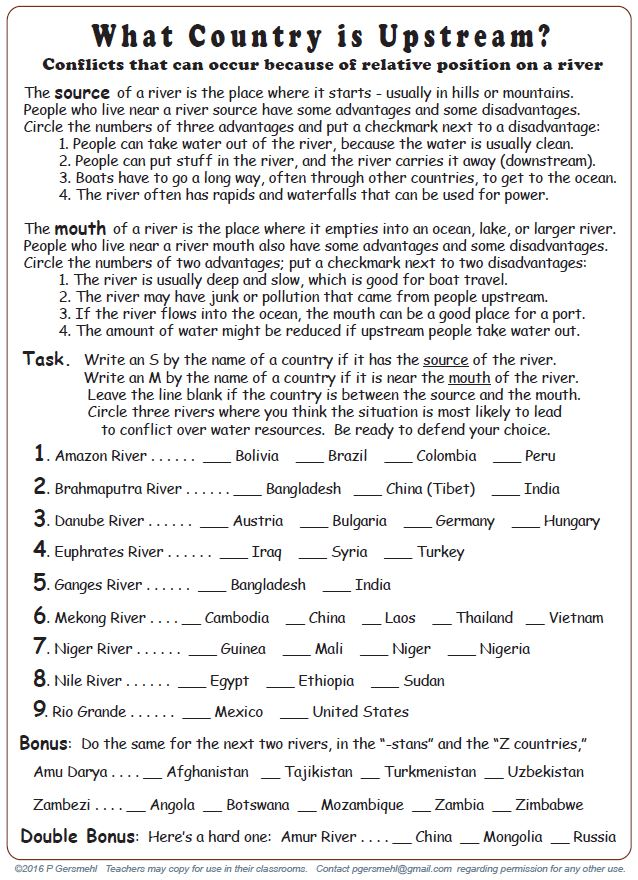 What Country is Upstream?
Conflicts that can occur because of relative position on a river
The source of a river is the place where it starts - usually in hills or mountains.
People who live near a river source have some advantages and some disadvantages.
Circle the numbers of three advantages and put a checkmark next to a disadvantage:
1. People can take water out of the river, because the water is usually clean.
2. People can put stuff in the river, and the river carries it away (downstream).
3. Boats have to go a long way, often through other countries, to get to the ocean.
4. The river often has rapids and waterfalls that can be used for power.
The mouth of a river is the place where it empties into an ocean, lake, or larger river.
People who live near a river mouth also have some advantages and some disadvantages.
Circle the numbers of two advantages; put a checkmark next to two disadvantages:
1. The river is usually deep and slow, which is good for boat travel.
2. The river may have junk or pollution that came from people upstream.
3. If the river flows into the ocean, the mouth can be a good place for a port.
4. The amount of water might be reduced if upstream people take water out.
Task. Write an S by the name of a country if it has the source of the river.
Write an M by the name of a country if it is near the mouth of the river.
Leave the line blank if the country is between the source and the mouth.
Circle three rivers where you think the situation is most likely to lead
to conflict over water resources. Be ready to defend your choice.
1. Amazon River . . . . . . ___ Bolivia ___ Brazil ___ Colombia ___ Peru
2. Brahmaputra River . . . . . . ___ Bangladesh ___ China (Tibet) ___ India
3. Danube River . . . . . . ___ Austria ___ Bulgaria ___ Germany ___ Hungary
4. Euphrates River . . . . . . ___ Iraq ___ Syria ___ Turkey
5. Ganges River . . . . . . ___ Bangladesh ___ India
6. Mekong River . . . . __ Cambodia __ China __ Laos __ Thailand __ Vietnam
7. Niger River . . . . . . ___ Guinea ___ Mali ___ Niger ___ Nigeria
8. Nile River . . . . . . ___ Egypt ___ Ethiopia ___ Sudan
9. Rio Grande . . . . . . ___ Mexico ___ United States
Bonus: Do the same for the next two rivers, in the "-stans" and the "Z countries,"
Amu Darya . . . . __ Afghanistan __ Tajikistan __ Turkmenistan __ Uzbekistan
Zambezi . . . . __ Angola __ Botswana __ Mozambique __ Zambia __ Zimbabwe
Double Bonus: Here's a hard one: Amur River . . . . __ China __ Mongolia __ Russia
©2016 P Gersmehl Teachers may copy for use in their classrooms. Contact pgersmehl@gmail.com regarding permission for any other use.